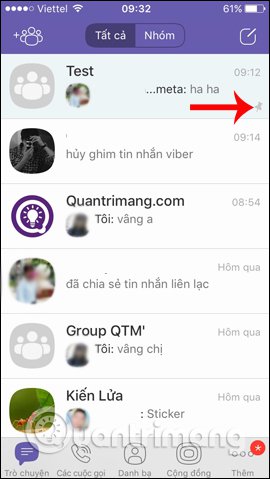 Viettel 09:32 61%
Tất cả Nhóm
Test 09:12
...meta: ha ha
09:14
hủy ghim tin nhắn viber
Quantrimang.com 08:54
Tôi: vâng a
Hôm qua
đã chia sẻ tin nhắn liên lạc
Group QTM' Hôm qua
Tôi: vâng chị
Kiến Lửa Hôm qua
: Sticker
Quantrimang
Trò chuyện Các cuộc gọi Danh bạ Cộng đồng Thêm